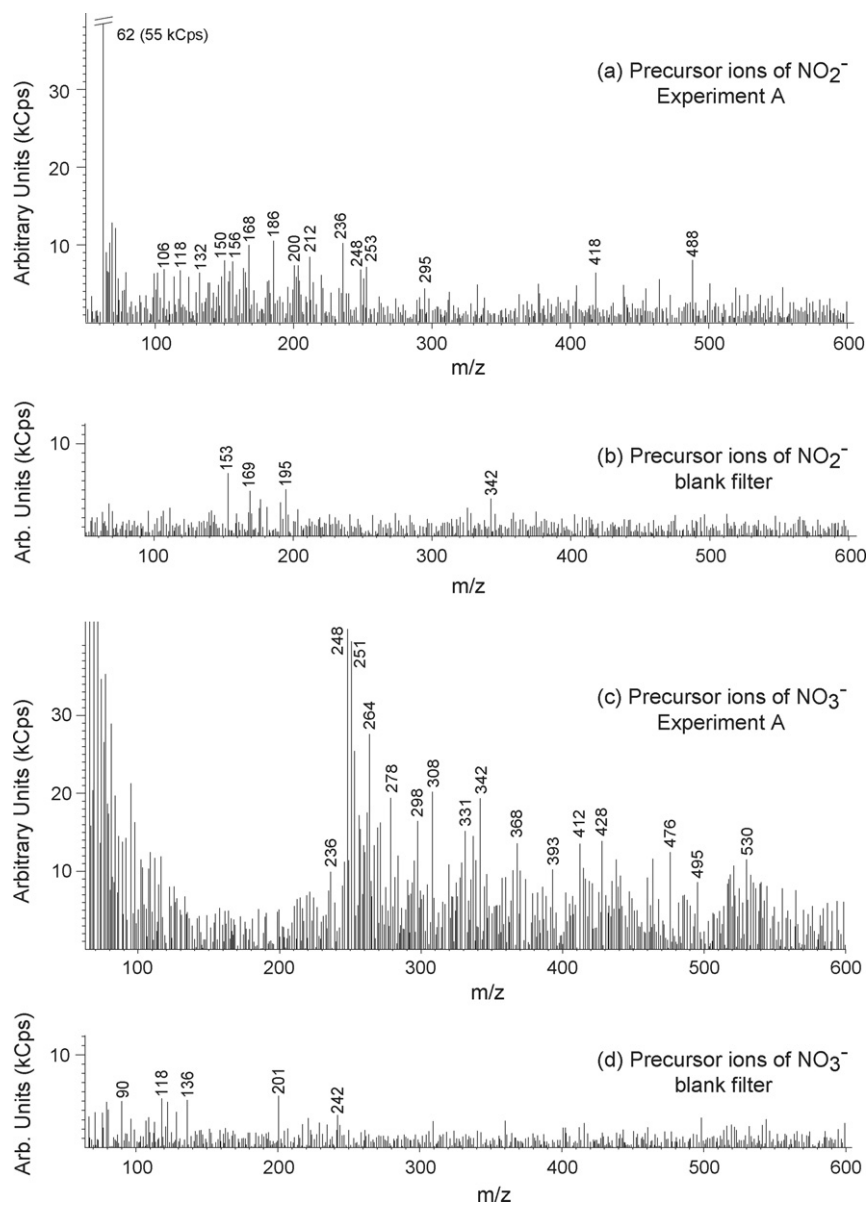 62 (55 kCps)
(a) Precursor ions of NO2−
Experiment A
Arbitrary Units (kCps)
30
20
10
106
118
132
150
156
168
186
200
212
236
248
253
295
418
488
100 200 300 400 500 600
m/z
(b) Precursor ions of NO2−
blank filter
Arb. Units (kCps)
10
153
169
195
342
100 200 300 400 500 600
m/z
(c) Precursor ions of NO3−
Experiment A
Arbitrary Units (kCps)
30
20
10
236
248
251
264
278
298
308
331
342
368
393
412
428
476
495
530
100 200 300 400 500 600
m/z
(d) Precursor ions of NO3−
blank filter
Arb. Units (kCps)
10
90
118
136
201
242
100 200 300 400 500 600
m/z